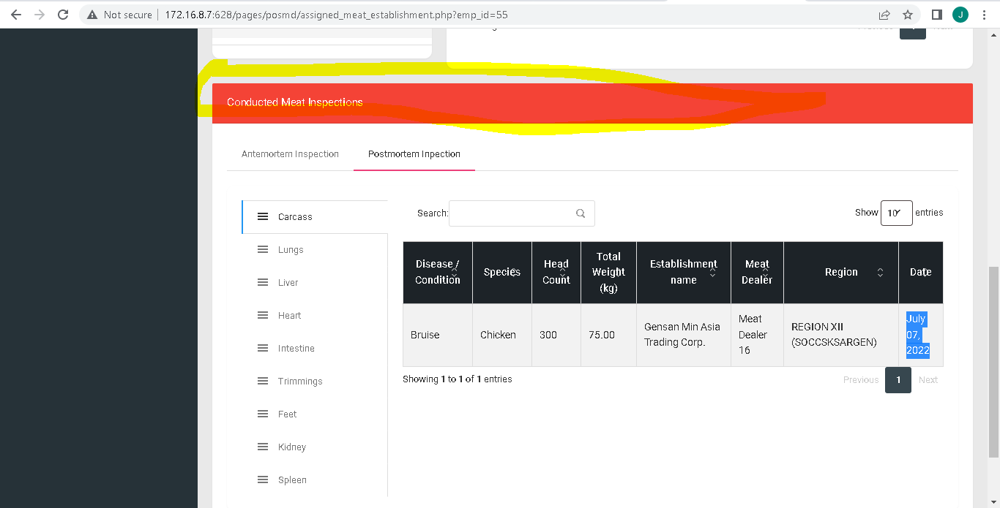 Not secure
172.16.8.7:628/pages/posmd/assigned_meat_establishment.php?emp_id=55
J
Conducted Meat Inspections
Antemortem Inspection
Postmortem Inpection
Carcass
Lungs
Liver
Heart
Intestine
Trimmings
Feet
Kidney
Spleen
Search:
Show 10 entries
Disease /
Condition
Species
Head
Count
Total
Weight
(kg)
Establishment
name
Meat
Dealer
Region
Date
Bruise
Chicken
300
75.00
Gensan Min Asia
Trading Corp.
Meat
Dealer
16
REGION XII
(SOCCSKSARGEN)
July
07,
2022
Showing 1 to 1 of 1 entries
Previous 1 Next